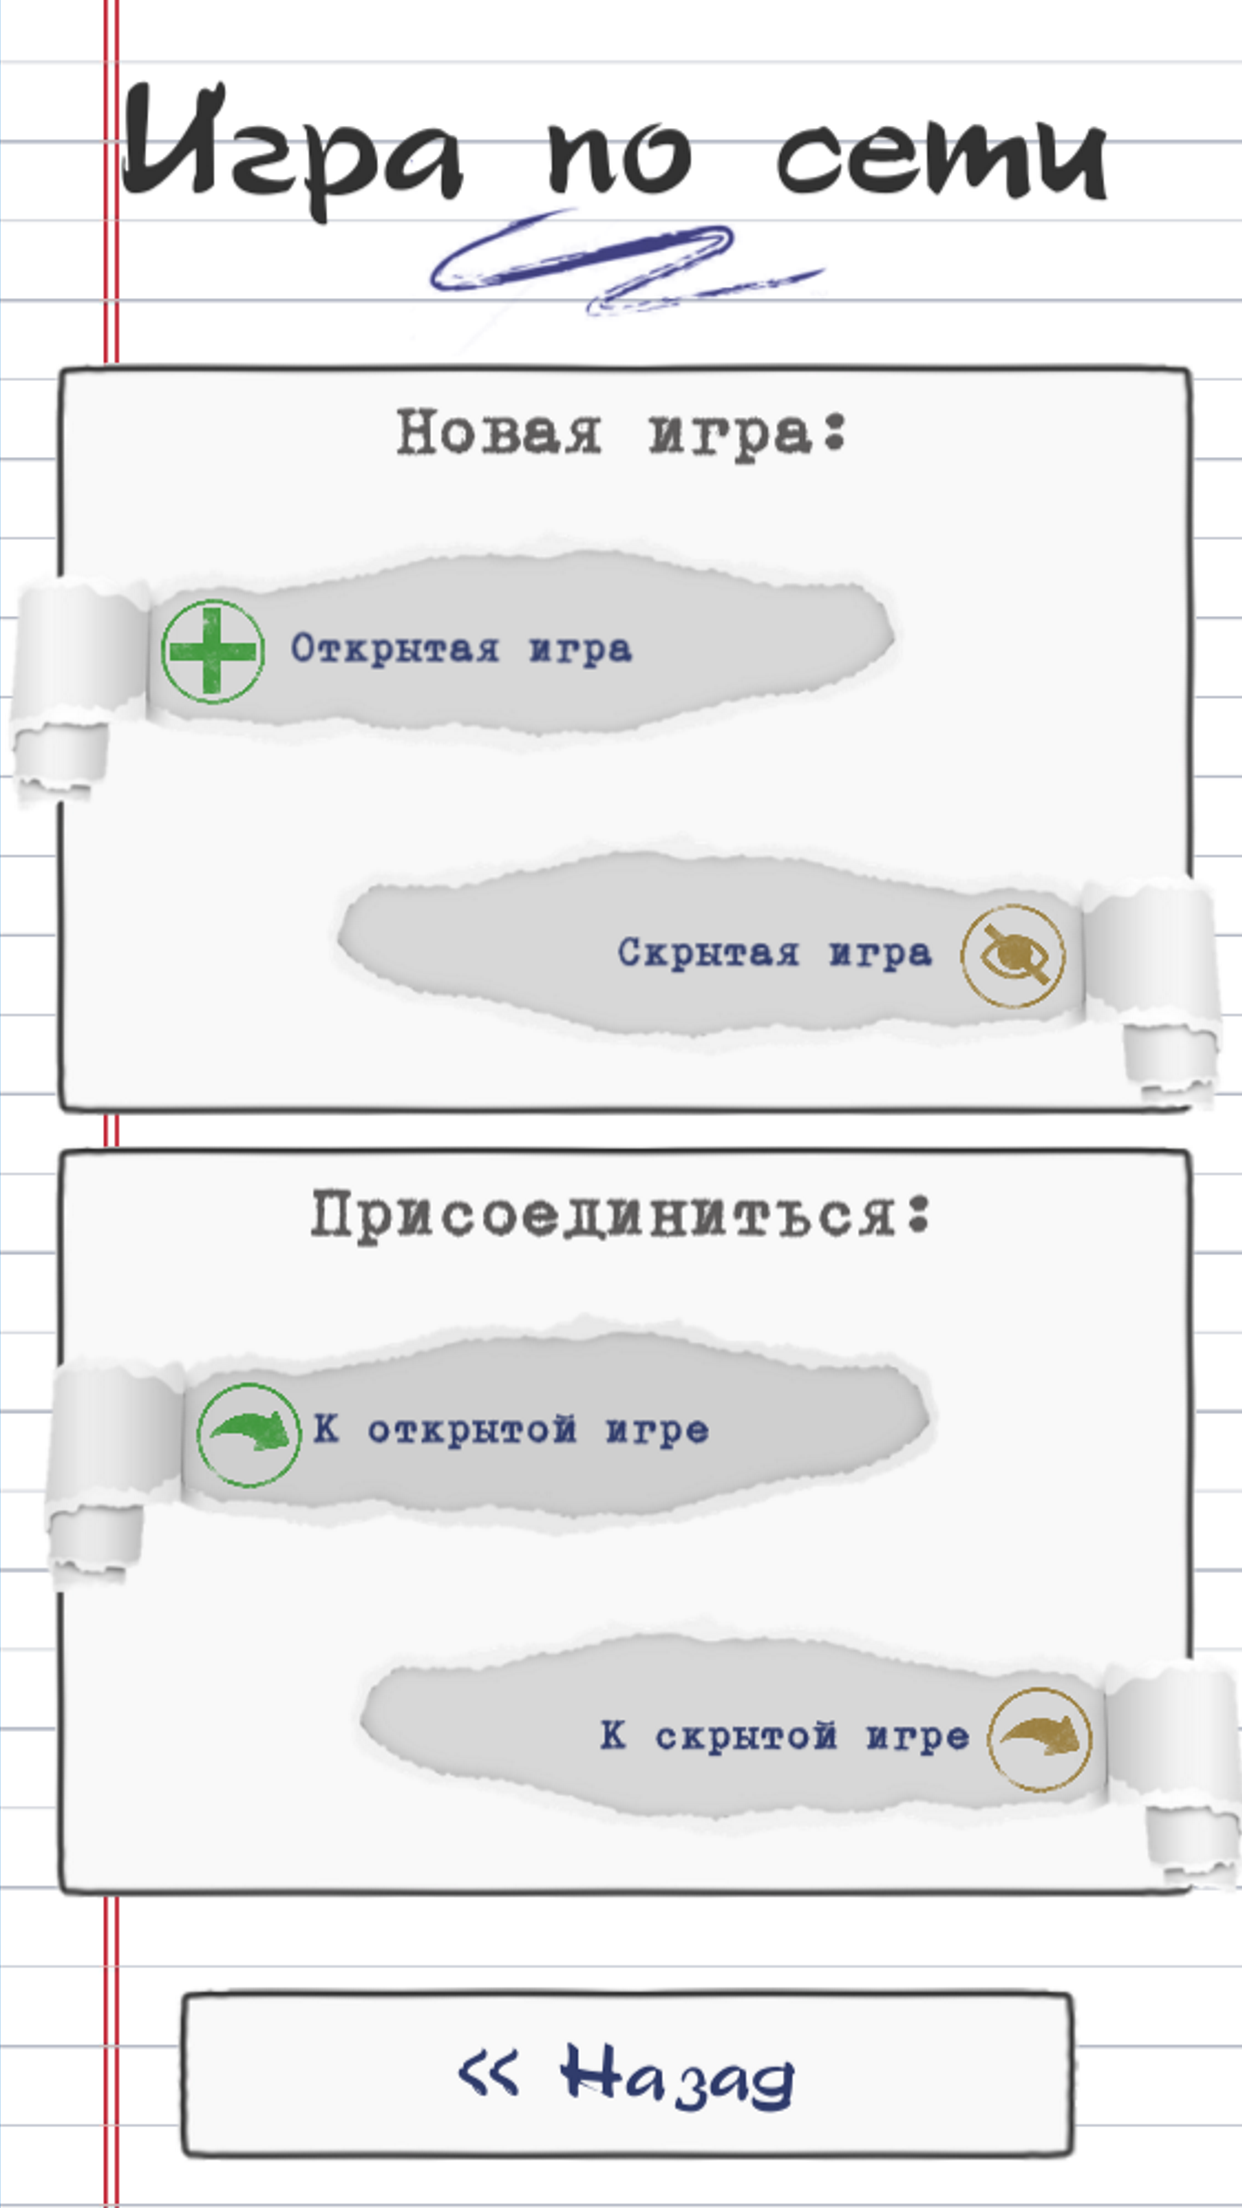 Игра по сети
Новая игра:
Открытая игра
Скрытая игра
Присоединиться:
К открытой игре
К скрытой игре
<< Назад